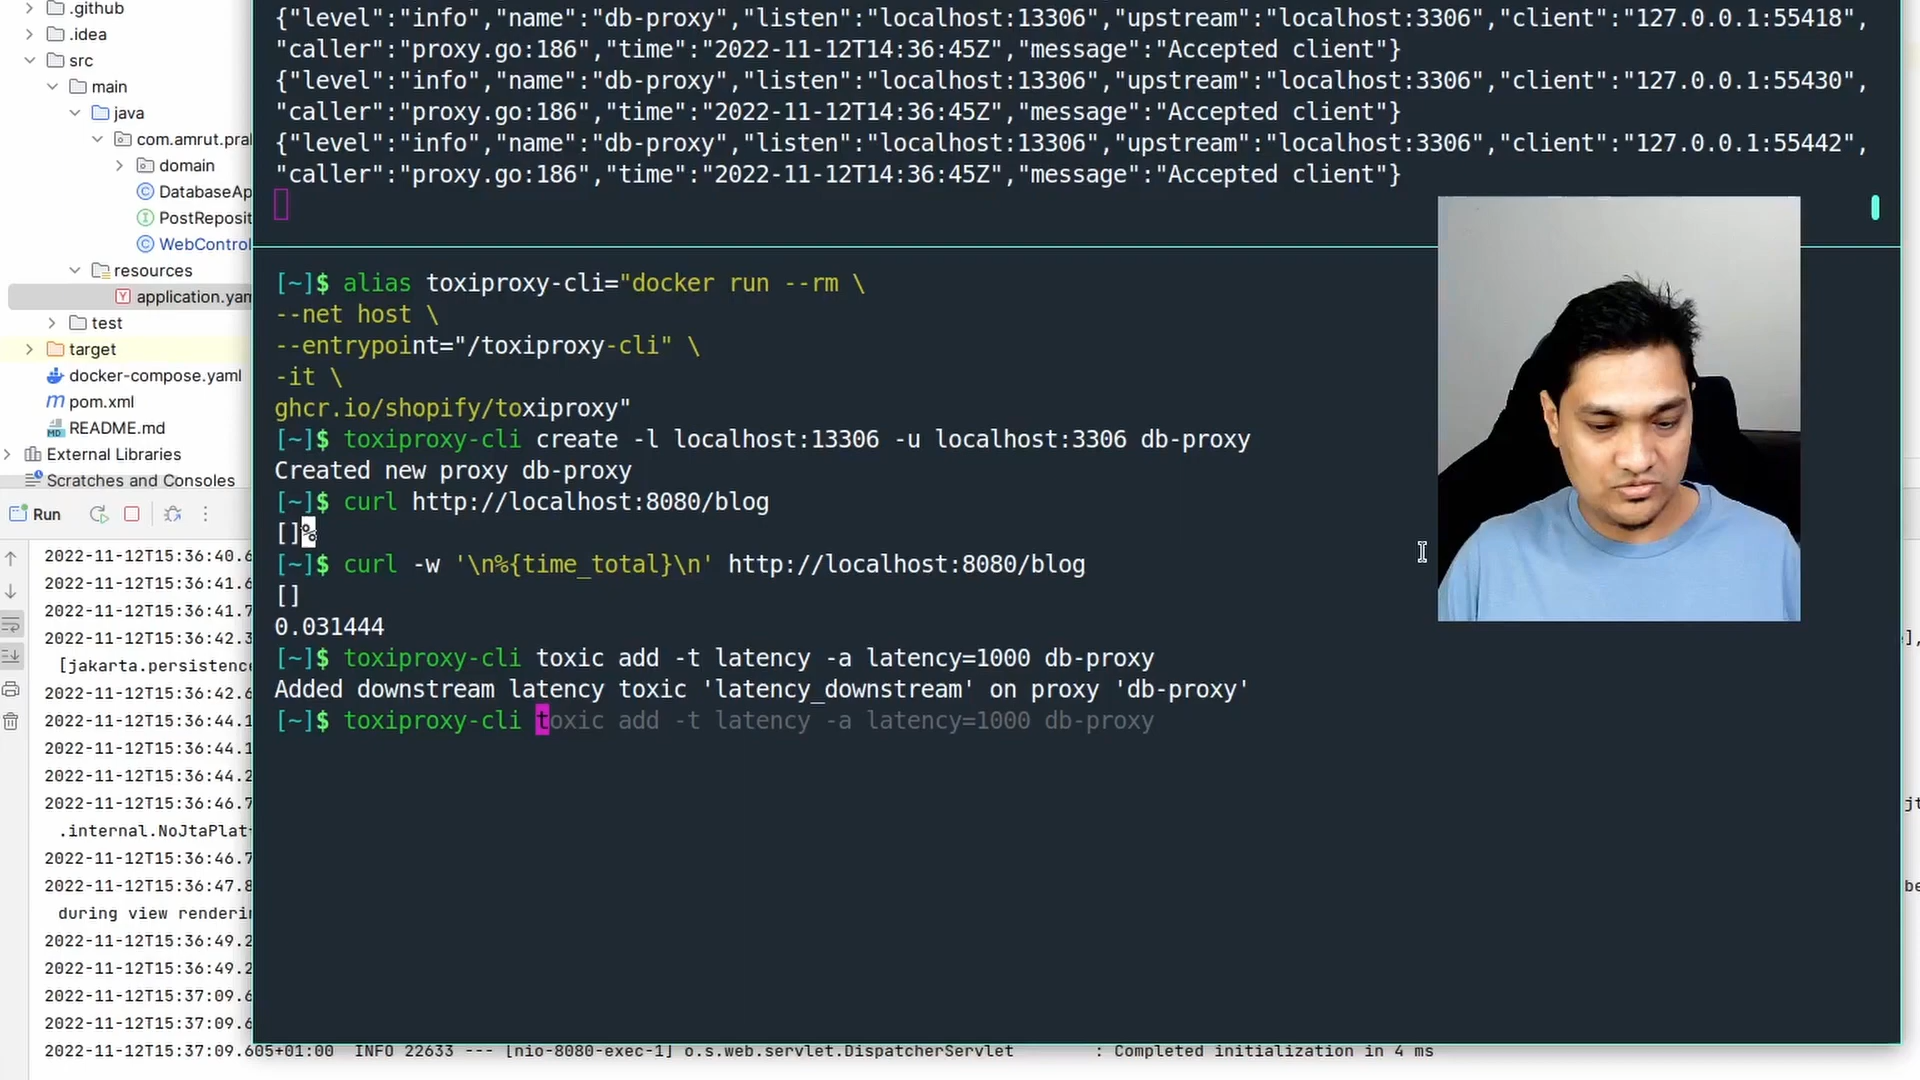 {"level":"info","name":"db-proxy","listen":"localhost:13306","upstream":"localhost:3306","client":"127.0.0.1:55418",
"caller":"proxy.go:186","time":"2022-11-12T14:36:45Z","message":"Accepted client"}
{"level":"info","name":"db-proxy","listen":"localhost:13306","upstream":"localhost:3306","client":"127.0.0.1:55430",
"caller":"proxy.go:186","time":"2022-11-12T14:36:45Z","message":"Accepted client"}
{"level":"info","name":"db-proxy","listen":"localhost:13306","upstream":"localhost:3306","client":"127.0.0.1:55442",
"caller":"proxy.go:186","time":"2022-11-12T14:36:45Z","message":"Accepted client"}
.github
.idea
src
main
java
com.amrut.pra
domain
DatabaseAp
PostReposit
WebControl
resources
application.yam
test
target
docker-compose.yaml
pom.xml
README.md
External Libraries
Scratches and Consoles
[~]$ alias toxiproxy-cli="docker run --rm \
--net host \
--entrypoint="/toxiproxy-cli" \
-it \
ghcr.io/shopify/toxiproxy"
[~]$ toxiproxy-cli create -l localhost:13306 -u localhost:3306 db-proxy
Created new proxy db-proxy
[~]$ curl http://localhost:8080/blog
[]%
[~]$ curl -w '\n%{time_total}\n' http://localhost:8080/blog
[]
0.031444
[~]$ toxiproxy-cli toxic add -t latency -a latency=1000 db-proxy
Added downstream latency toxic 'latency_downstream' on proxy 'db-proxy'
[~]$ toxiproxy-cli toxic add -t latency -a latency=1000 db-proxy
Run
2022-11-12T15:36:40.6
2022-11-12T15:36:41.6
2022-11-12T15:36:41.7
2022-11-12T15:36:42.3
[jakarta.persistence
2022-11-12T15:36:42.6
2022-11-12T15:36:44.1
2022-11-12T15:36:44.1
2022-11-12T15:36:44.2
2022-11-12T15:36:46.7
.internal.NoJtaPlat
2022-11-12T15:36:46.7
2022-11-12T15:36:47.8
during view renderin
2022-11-12T15:36:49.2
2022-11-12T15:36:49.2
2022-11-12T15:37:09.6
2022-11-12T15:37:09.6
2022-11-12T15:37:09.605+01:00 INFO 22633 --- [nio-8080-exec-1] o.s.web.servlet.DispatcherServlet : Completed initialization in 4 ms